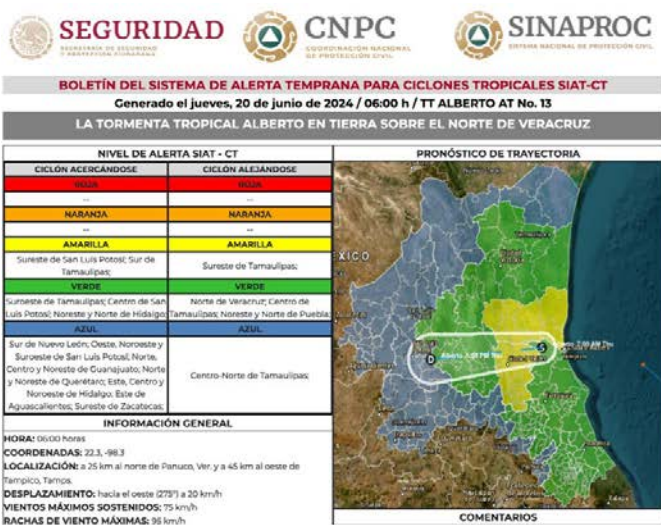 SEGURIDAD
SECRETARÍA DE SEGURIDAD
Y PROTECCIÓN CIUDADANA
CNPC
COORDINACIÓN NACIONAL
DE PROTECCIÓN CIVIL
SINAPROC
SISTEMA NACIONAL DE PROTECCIÓN CIVIL
BOLETÍN DEL SISTEMA DE ALERTA TEMPRANA PARA CICLONES TROPICALES SIAT-CT
Generado el jueves, 20 de junio de 2024 / 06:00 h / TT ALBERTO AT No. 13
LA TORMENTA TROPICAL ALBERTO EN TIERRA SOBRE EL NORTE DE VERACRUZ
NIVEL DE ALERTA SIAT - CT
CICLÓN ACERCÁNDOSE
CICLÓN ALEJÁNDOSE
ROJA
ROJA
--
--
NARANJA
NARANJA
--
--
AMARILLA
AMARILLA
Sureste de San Luis Potosí; Sur de
Tamaulipas;
Sureste de Tamaulipas;
VERDE
VERDE
Suroeste de Tamaulipas; Centro de San
Luis Potosí; Noreste y Norte de Hidalgo;
Norte de Veracruz; Centro de
Tamaulipas; Noreste y Norte de Puebla;
AZUL
AZUL
Sur de Nuevo León; Oeste, Noroeste y
Suroeste de San Luis Potosí, Norte,
Centro y Noreste de Guanajuato; Norte
y Noreste de Querétaro; Este, Centro y
Noroeste de Hidalgo; Este de
Aguascalientes; Sureste de Zacatecas;
Centro-Norte de Tamaulipas;
INFORMACIÓN GENERAL
HORA: 06:00 horas
COORDENADAS: 22.3, -98.3
LOCALIZACIÓN: a 25 km al norte de Panuco, Ver. y a 45 km al oeste de
Tampico, Tamps.
DESPLAZAMIENTO: hacia el oeste (275°) a 20 km/h
VIENTOS MÁXIMOS SOSTENIDOS: 75 km/h
RACHAS DE VIENTO MÁXIMAS: 95 km/h
PRONÓSTICO DE TRAYECTORIA
XICO
D
S
COMENTARIOS